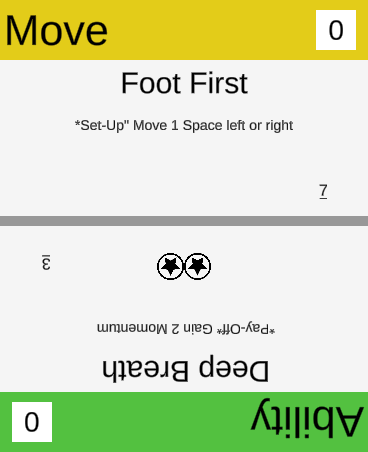 Move 0
Foot First
*Set-Up" Move 1 Space left or right
7
3
*Pay-Off* Gain 2 Momentum
Deep Breath
0 Ability